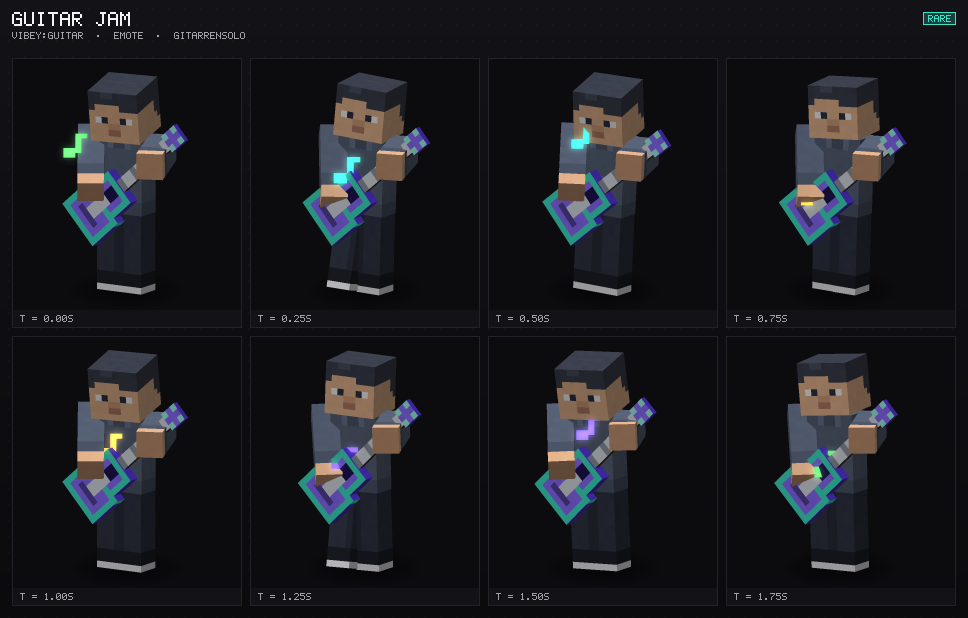 GUITAR JAM
RARE
VIBEY:GUITAR • EMOTE • GITARRENSOLO
T = 0.00S
T = 0.25S
T = 0.50S
T = 0.75S
T = 1.00S
T = 1.25S
T = 1.50S
T = 1.75S